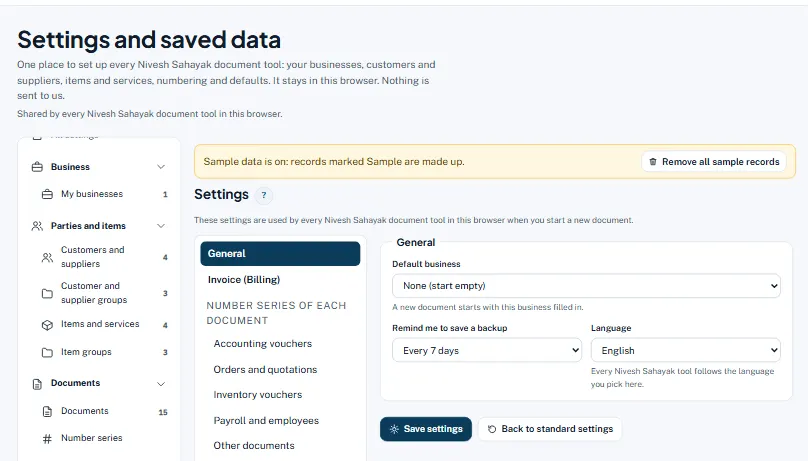 Settings and saved data
One place to set up every Nivesh Sahayak document tool: your businesses, customers and
suppliers, items and services, numbering and defaults. It stays in this browser. Nothing is
sent to us.
Shared by every Nivesh Sahayak document tool in this browser.
Business
My businesses 1
Parties and items
Customers and
suppliers 4
Customer and
supplier groups 3
Items and services 4
Item groups 3
Documents
Documents 15
Number series
Sample data is on: records marked Sample are made up.
Remove all sample records
Settings ?
These settings are used by every Nivesh Sahayak document tool in this browser when you start a new document.
General
Invoice (Billing)
NUMBER SERIES OF EACH
DOCUMENT
Accounting vouchers
Orders and quotations
Inventory vouchers
Payroll and employees
Other documents
General
Default business
None (start empty)
A new document starts with this business filled in.
Remind me to save a backup
Every 7 days
Language
English
Every Nivesh Sahayak tool follows the language
you pick here.
Save settings
Back to standard settings